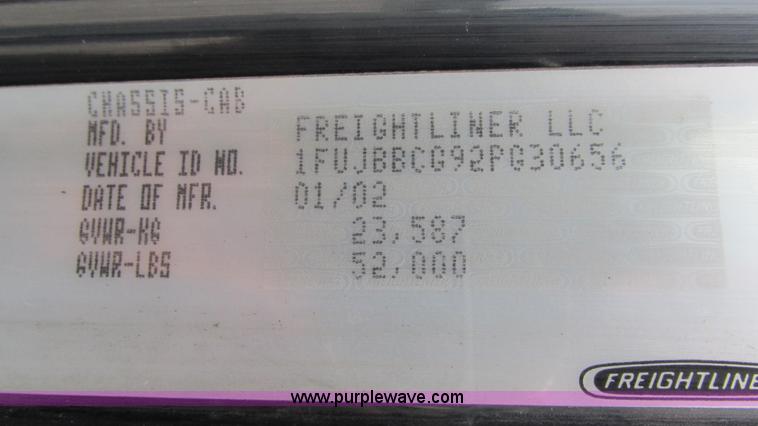 CHASSIS-CAB
MFD. BY FREIGHTLINER LLC
VEHICLE ID NO. 1FUJBBCG92PG30656
DATE OF MFR. 01/02
GVWR-KG 23,587
GVWR-LBS 52,000
FREIGHTLINE
www.purplewave.com